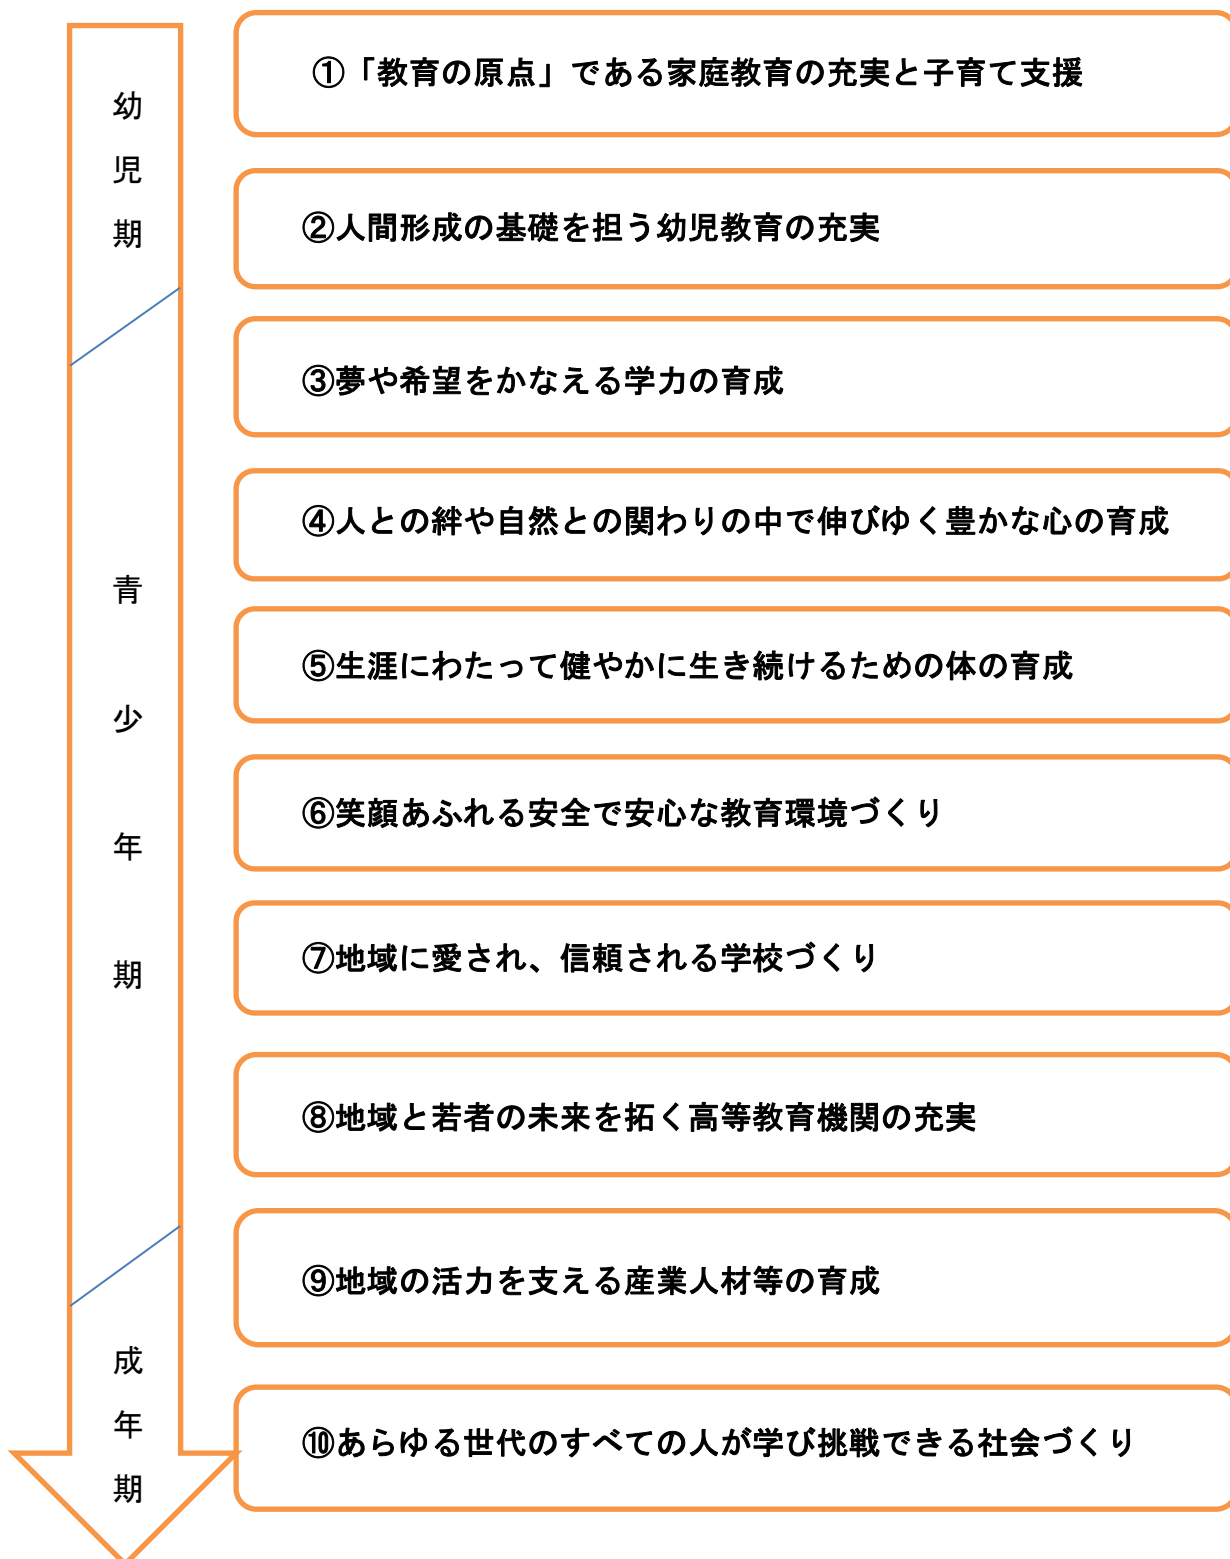 幼児期
①「教育の原点」である家庭教育の充実と子育て支援
②人間形成の基礎を担う幼児教育の充実
青少年期
③夢や希望をかなえる学力の育成
④人との絆や自然との関わりの中で伸びゆく豊かな心の育成
⑤生涯にわたって健やかに生き続けるための体の育成
⑥笑顔あふれる安全で安心な教育環境づくり
⑦地域に愛され、信頼される学校づくり
⑧地域と若者の未来を拓く高等教育機関の充実
⑨地域の活力を支える産業人材等の育成
成年期
⑩あらゆる世代のすべての人が学び挑戦できる社会づくり